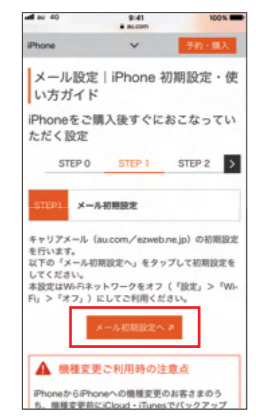 au 4G 9:41 100%
au.com
iPhone 予約・購入
メール設定｜iPhone 初期設定・使
い方ガイド
iPhoneをご購入後すぐにおこなってい
ただく設定
STEP 0 STEP 1 STEP 2
STEP1 メール初期設定
キャリアメール（au.com／ezweb.ne.jp）の初期設定
を行います。
以下の「メール初期設定へ」をタップして初期設定を
してください。
本設定はWi-Fiネットワークをオフ（「設定」>「Wi-
Fi」>「オフ」）にしてご利用ください。
メール初期設定へ
機種変更ご利用時の注意点
iPhoneからiPhoneへの機種変更のお客さまのう
ち、機種変更前にiCloud・iTunesでバックアップ